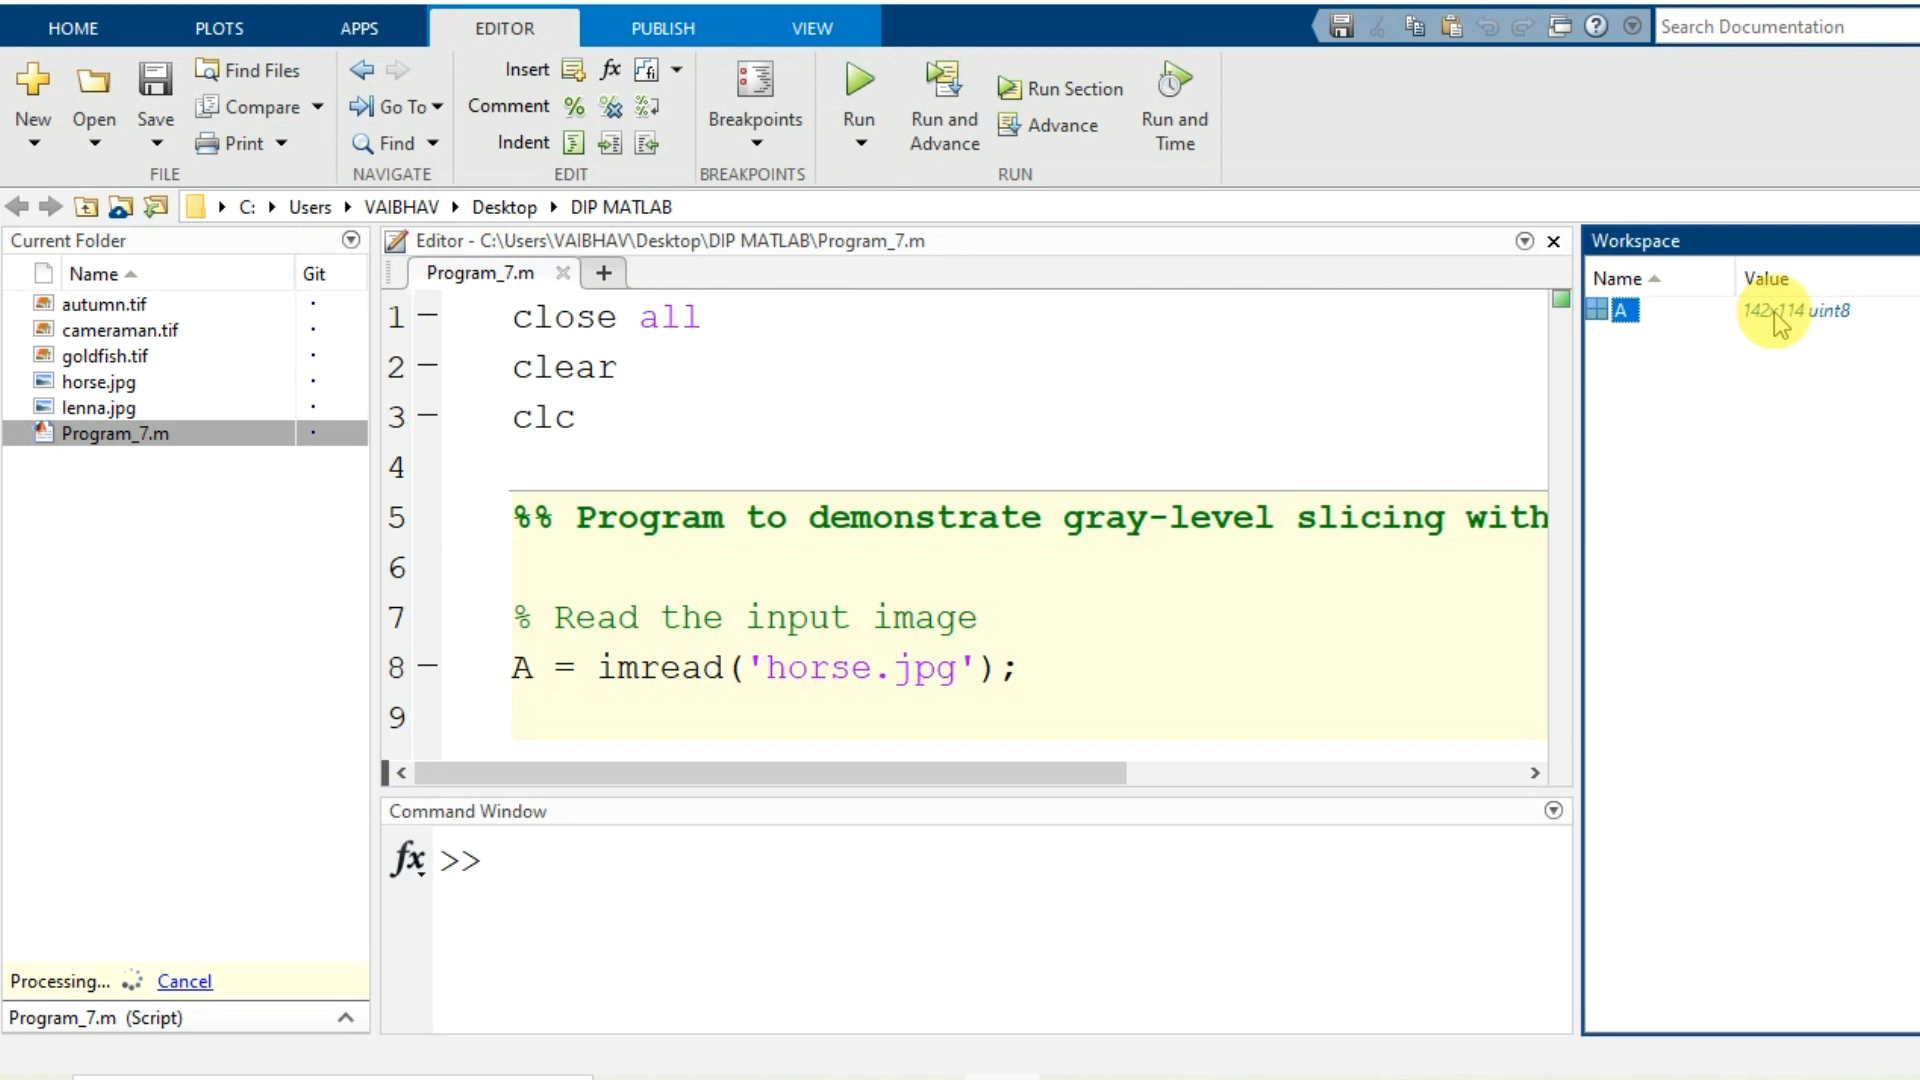 HOME PLOTS APPS EDITOR PUBLISH VIEW Search Documentation
New Open Save Find Files Compare Print
FILE
Go To Find
NAVIGATE
Insert fx
Comment
Indent
EDIT
Breakpoints
BREAKPOINTS
Run Run and Advance Run Section Advance Run and Time
RUN
C: Users VAIBHAV Desktop DIP MATLAB
Current Folder
Name Git
autumn.tif
cameraman.tif
goldfish.tif
horse.jpg
lenna.jpg
Program_7.m
Processing... Cancel
Program_7.m (Script)
Editor - C:\Users\VAIBHAV\Desktop\DIP MATLAB\Program_7.m
Program_7.m
1 close all
2 clear
3 clc
4
5 %% Program to demonstrate gray-level slicing with
6
7 % Read the input image
8 A = imread('horse.jpg');
9
Command Window
fx >>
Workspace
Name Value
A 142x114 uint8